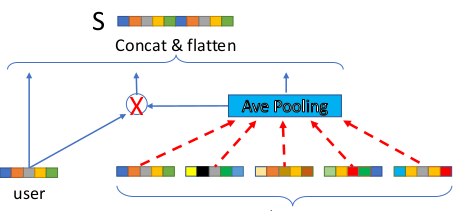 S
Concat & flatten
X
Ave Pooling
user